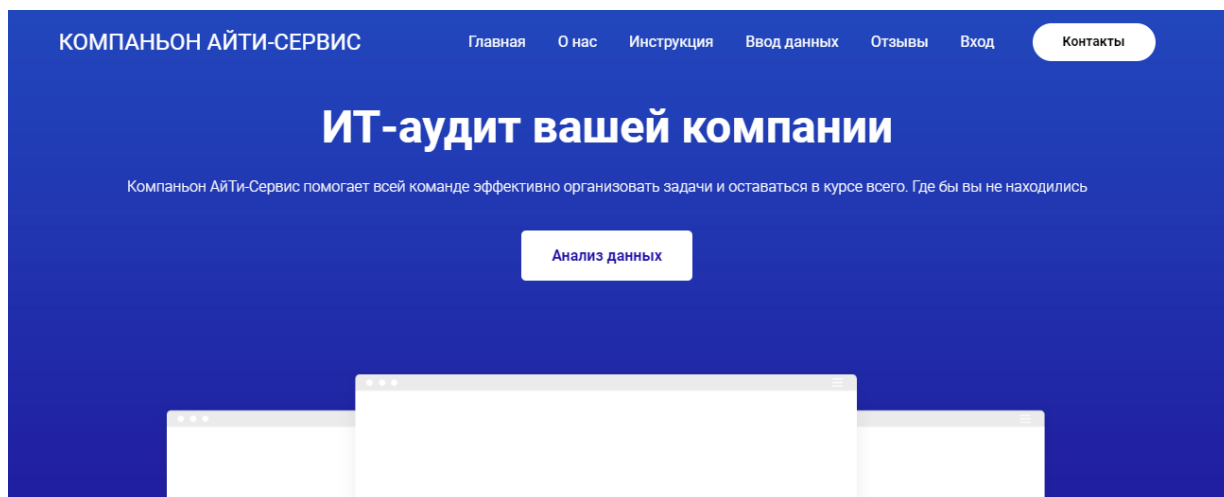 КОМПАНЬОН АЙТИ-СЕРВИС Главная О нас Инструкция Ввод данных Отзывы Вход Контакты
ИТ-аудит вашей компании
Компаньон АйТи-Сервис помогает всей команде эффективно организовать задачи и оставаться в курсе всего. Где бы вы не находились
Анализ данных